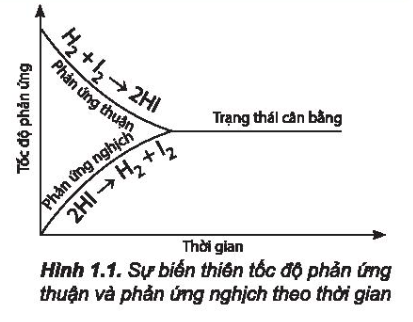 H₂ + I₂ → 2HI
Phản ứng thuận
Trạng thái cân bằng
Phản ứng nghịch
2HI → H₂ + I₂
Tốc độ phản ứng
Thời gian
Hình 1.1. Sự biến thiên tốc độ phản ứng
thuận và phản ứng nghịch theo thời gian